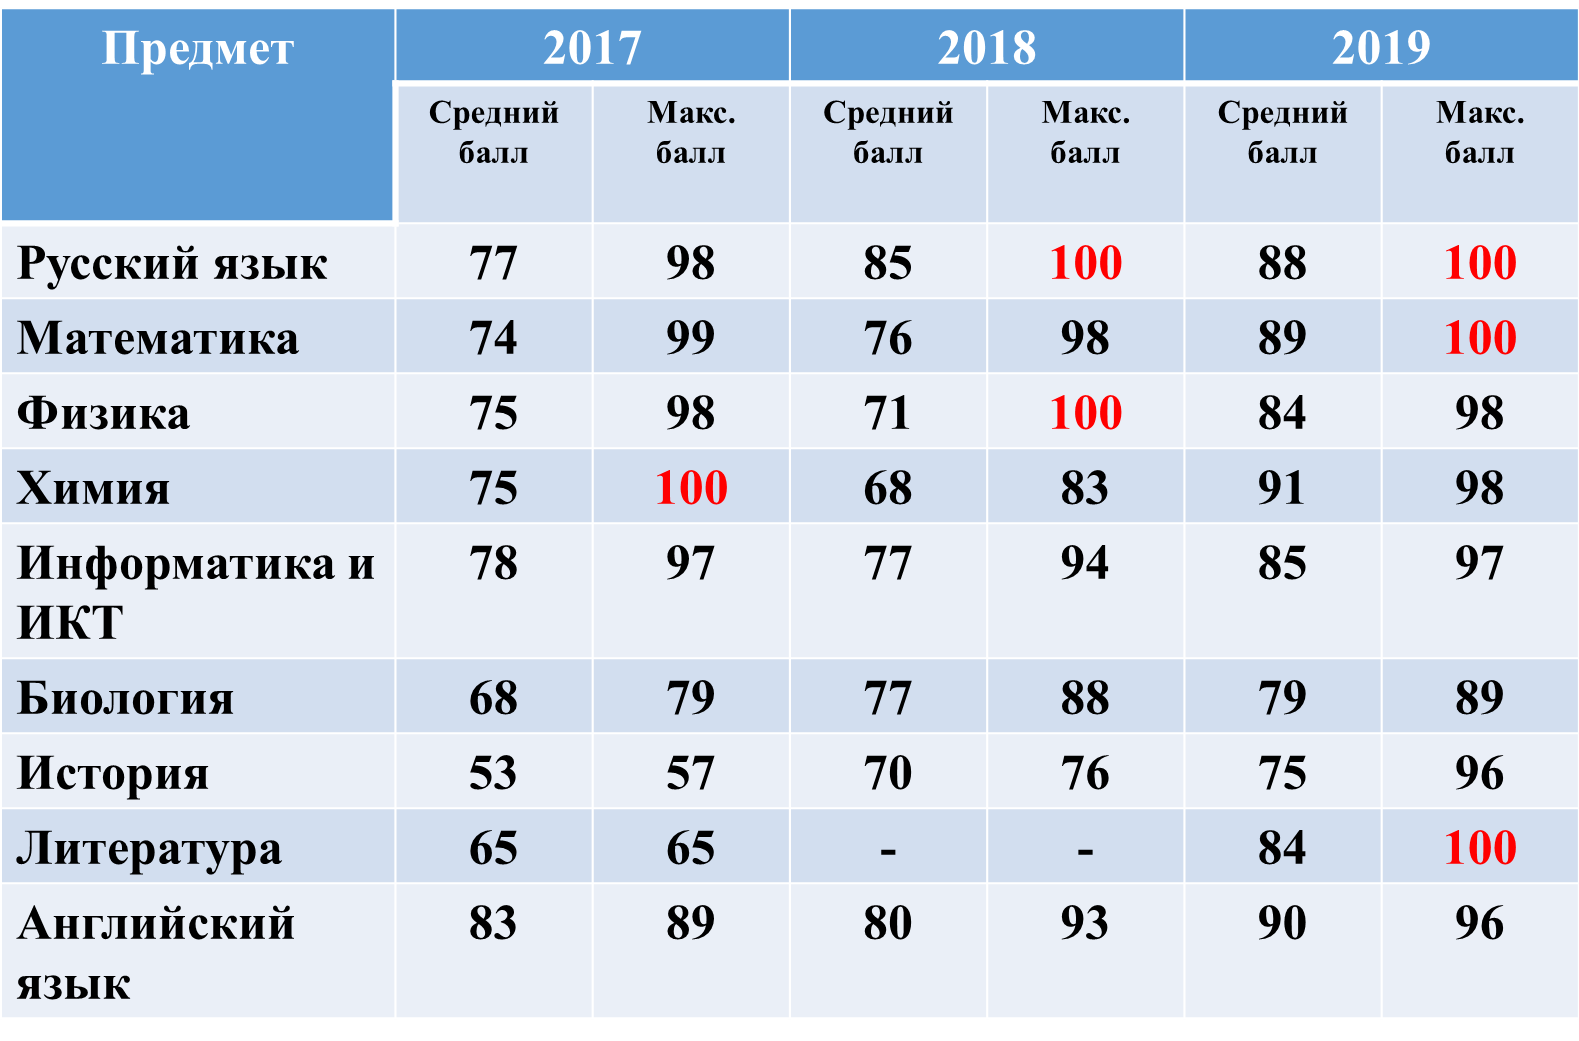 Предмет 2017 2018 2019
Средний Макс. Средний Макс. Средний Макс.
балл балл балл балл балл балл
Русский язык 77 98 85 100 88 100
Математика 74 99 76 98 89 100
Физика 75 98 71 100 84 98
Химия 75 100 68 83 91 98
Информатика и 78 97 77 94 85 97
ИКТ
Биология 68 79 77 88 79 89
История 53 57 70 76 75 96
Литература 65 65 - - 84 100
Английский 83 89 80 93 90 96
язык